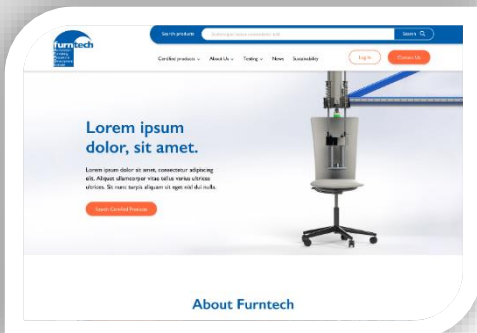 furntech
Search products
Search
Certified products
About Us
Testing
News
Sustainability
Log in
Contact Us
Lorem ipsum
dolor, sit amet.
Lorem ipsum dolor sit amet, consectetur adipiscing
elit. Aliquet ullamcorper vitae tellus varius ultrices
ultrices. Sit nunc turpis aliquam sit eget nisl dui nulla.
Search Certified Products
About Furntech